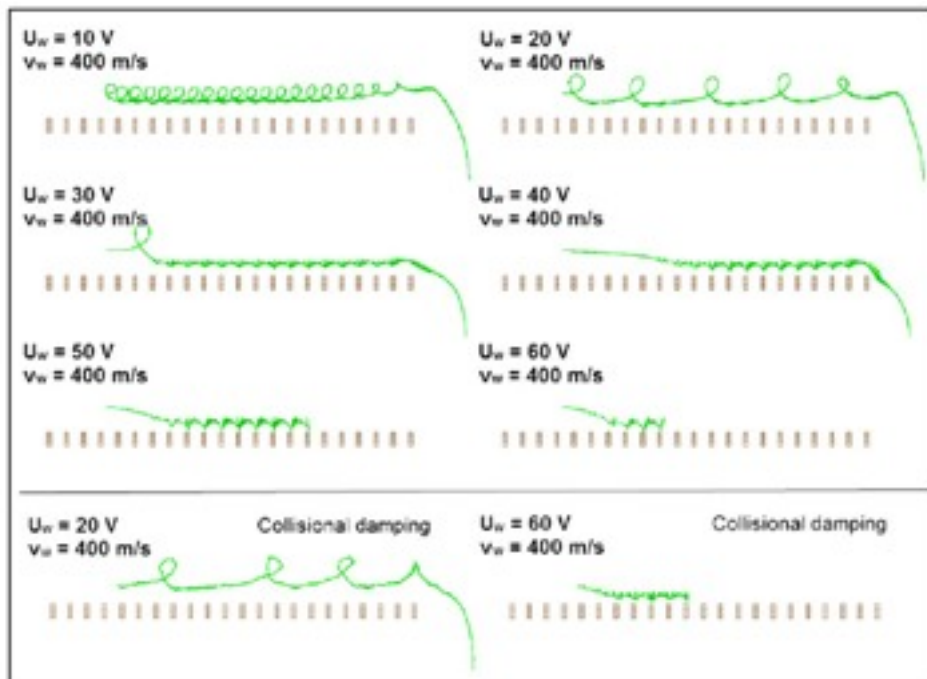 Uw = 10 V
vw = 400 m/s
Uw = 20 V
vw = 400 m/s
Uw = 30 V
vw = 400 m/s
Uw = 40 V
vw = 400 m/s
Uw = 50 V
vw = 400 m/s
Uw = 60 V
vw = 400 m/s
Uw = 20 V
vw = 400 m/s
Collisional damping
Uw = 60 V
vw = 400 m/s
Collisional damping